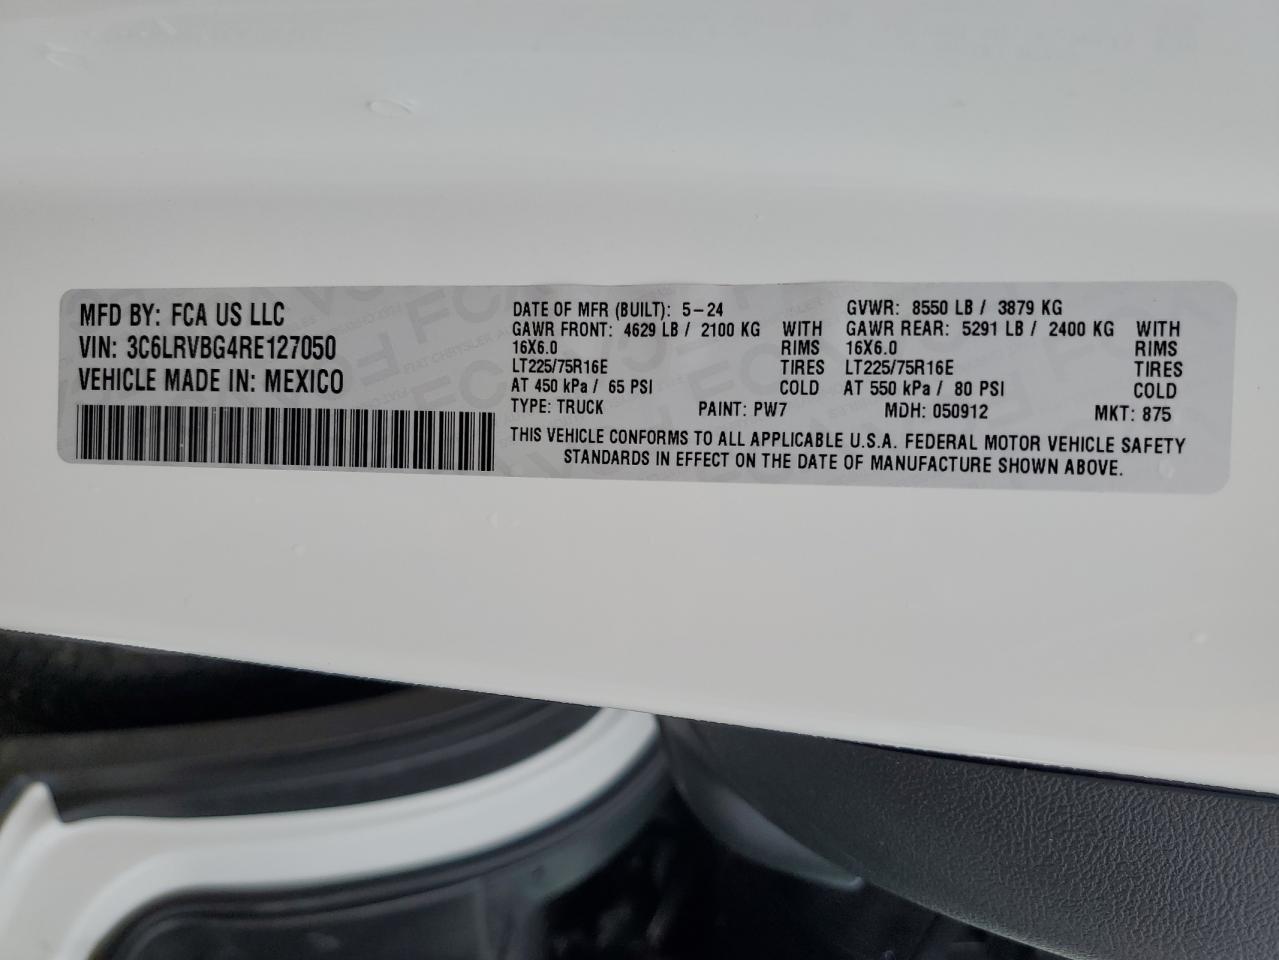 MFD BY: FCA US LLC
VIN: 3C6LRVBG4RE127050
VEHICLE MADE IN: MEXICO
DATE OF MFR (BUILT): 5-24
GAWR FRONT: 4629 LB / 2100 KG WITH
16X6.0 RIMS
LT225/75R16E TIRES
AT 450 kPa / 65 PSI COLD
GVWR: 8550 LB / 3879 KG
GAWR REAR: 5291 LB / 2400 KG WITH
16X6.0 RIMS
LT225/75R16E TIRES
AT 550 kPa / 80 PSI COLD
TYPE: TRUCK PAINT: PW7 MDH: 050912 MKT: 875
THIS VEHICLE CONFORMS TO ALL APPLICABLE U.S.A. FEDERAL MOTOR VEHICLE SAFETY
STANDARDS IN EFFECT ON THE DATE OF MANUFACTURE SHOWN ABOVE.